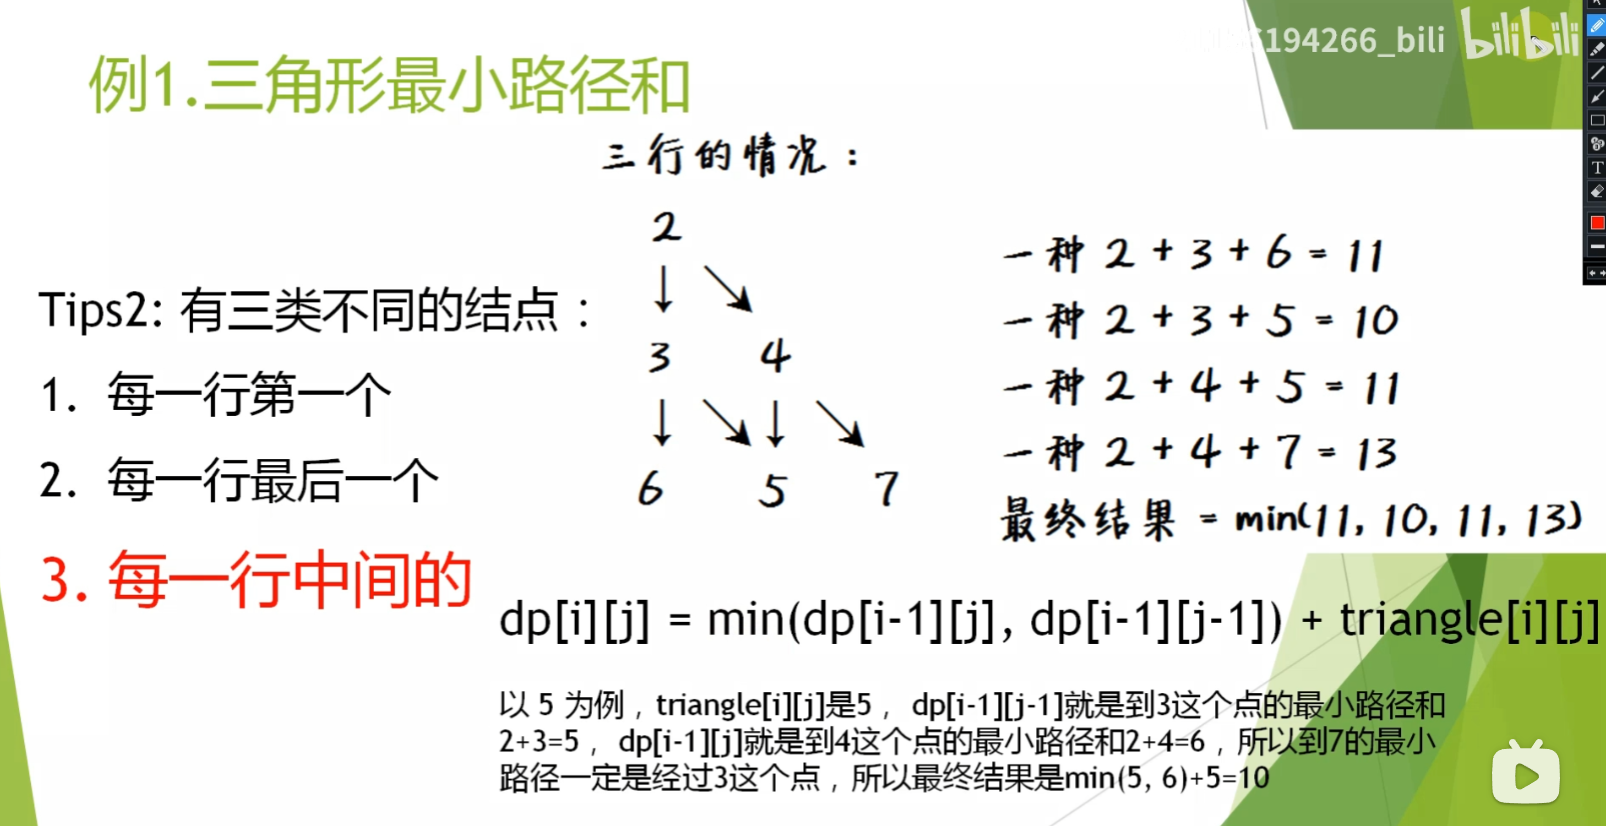 194266_bili bilibili
例1.三角形最小路径和
三行的情况：
2
3 4
6 5 7
一种 2 + 3 + 6 = 11
一种 2 + 3 + 5 = 10
一种 2 + 4 + 5 = 11
一种 2 + 4 + 7 = 13
最终结果 = min(11, 10, 11, 13)
Tips2: 有三类不同的结点：
1. 每一行第一个
2. 每一行最后一个
3. 每一行中间的
dp[i][j] = min(dp[i-1][j], dp[i-1][j-1]) + triangle[i][j]
以 5 为例，triangle[i][j]是5， dp[i-1][j-1]就是到3这个点的最小路径和
2+3=5， dp[i-1][j]就是到4这个点的最小路径和2+4=6，所以到7的最小
路径一定是经过3这个点，所以最终结果是min(5, 6)+5=10
T